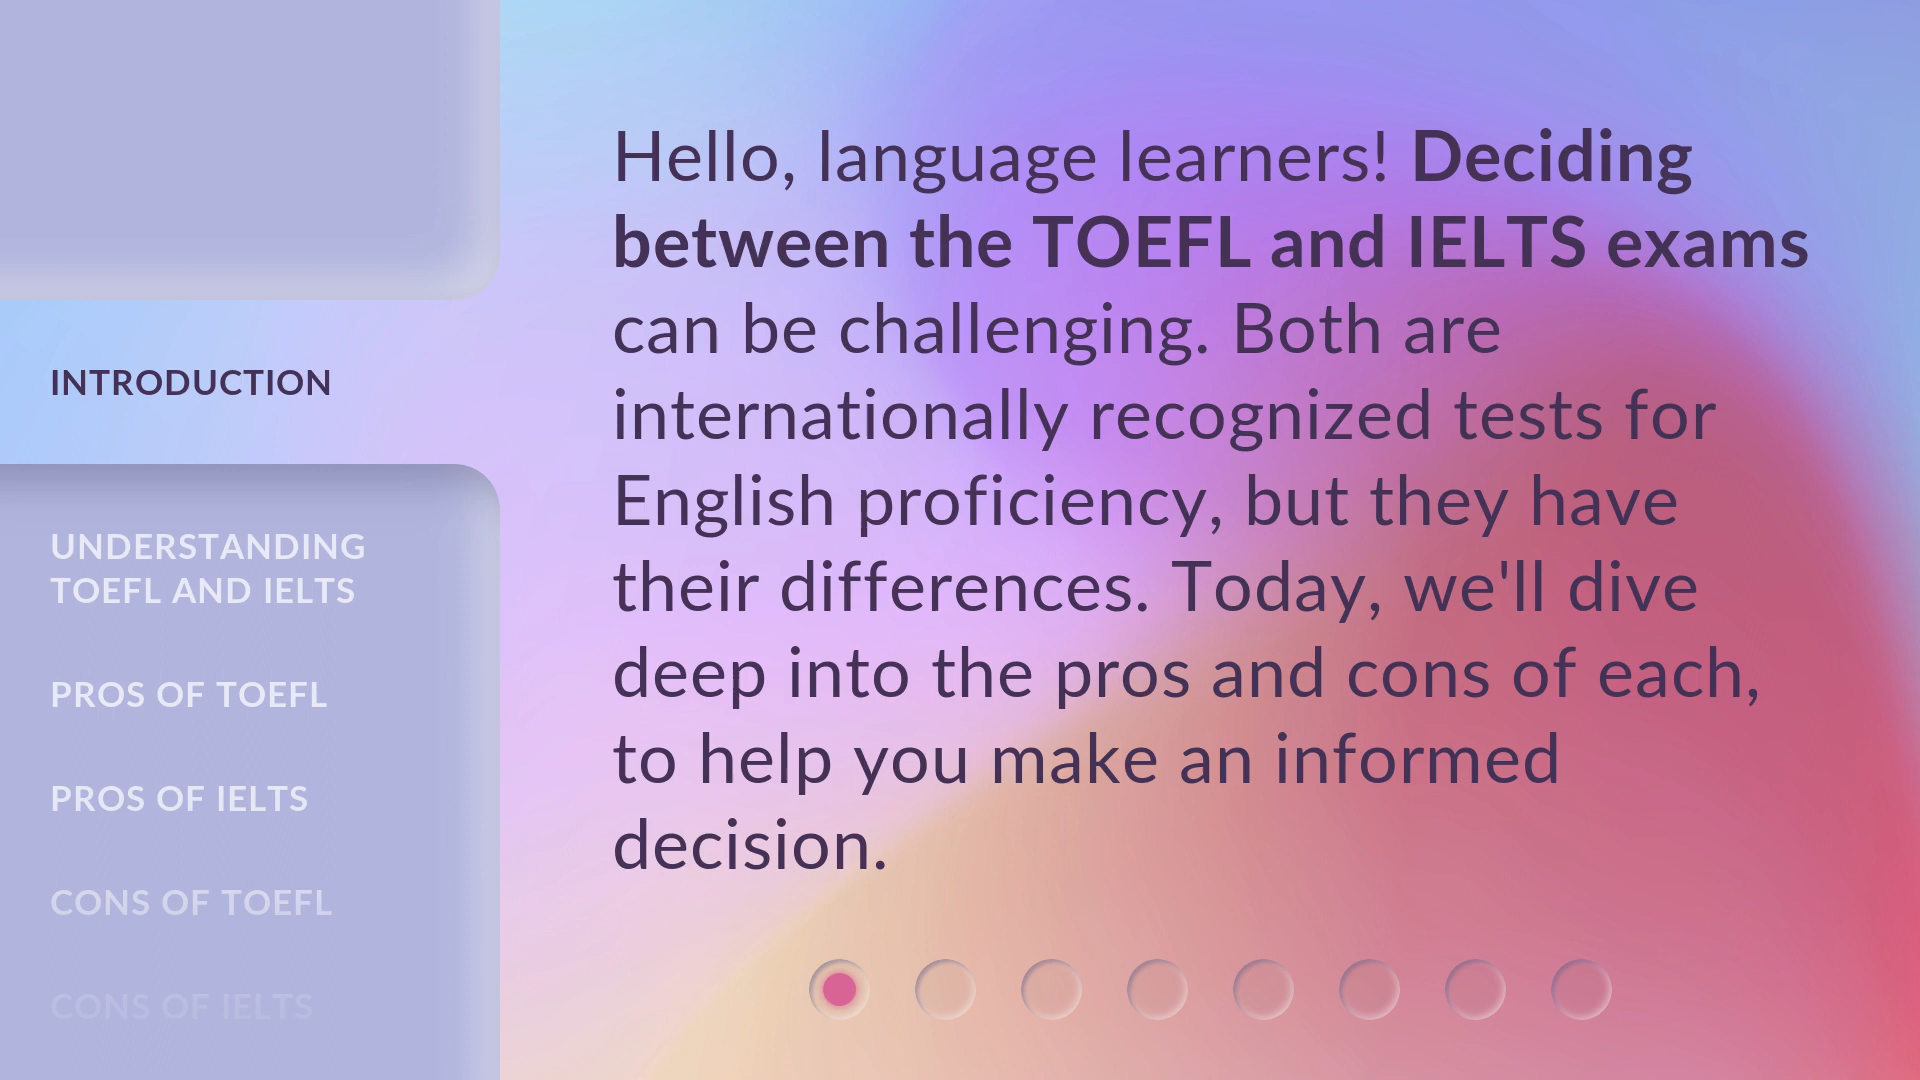 INTRODUCTION
UNDERSTANDING
TOEFL AND IELTS
PROS OF TOEFL
PROS OF IELTS
CONS OF TOEFL
CONS OF IELTS
Hello, language learners! Deciding
between the TOEFL and IELTS exams
can be challenging. Both are
internationally recognized tests for
English proficiency, but they have
their differences. Today, we'll dive
deep into the pros and cons of each,
to help you make an informed
decision.